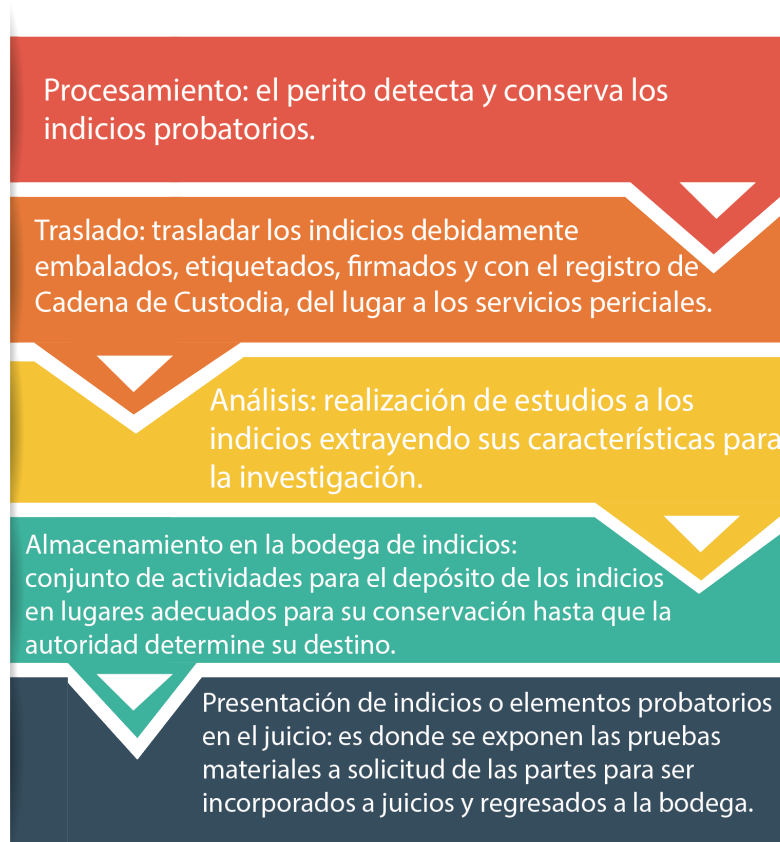 Procesamiento: el perito detecta y conserva los
indicios probatorios.
Traslado: trasladar los indicios debidamente
embalados, etiquetados, firmados y con el registro de
Cadena de Custodia, del lugar a los servicios periciales.
Análisis: realización de estudios a los
indicios extrayendo sus características para
la investigación.
Almacenamiento en la bodega de indicios:
conjunto de actividades para el depósito de los indicios
en lugares adecuados para su conservación hasta que la
autoridad determine su destino.
Presentación de indicios o elementos probatorios
en el juicio: es donde se exponen las pruebas
materiales a solicitud de las partes para ser
incorporados a juicios y regresados a la bodega.